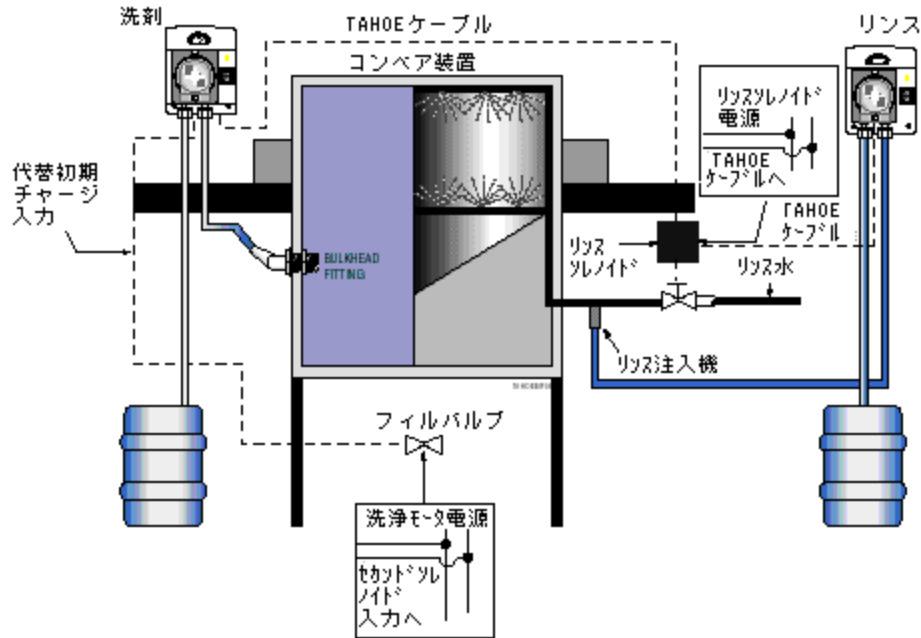 洗剤
TAHOEケーブル
リンス
コンベア装置
ﾘﾝｽｿﾚﾉｲﾄﾞ
電源
TAHOE
ケーブルへ
代替初期
チャージ
入力
TAHOE
ケーブル
ﾘﾝｽ
ｿﾚﾉｲﾄﾞ
BULKHEAD
FITTING
ﾘﾝｽ水
ﾘﾝｽ注入機
フィルバルブ
洗浄ﾓｰﾀ電源
ｾｶﾝﾄﾞｿﾚ
ﾉｲﾄﾞ
入力へ